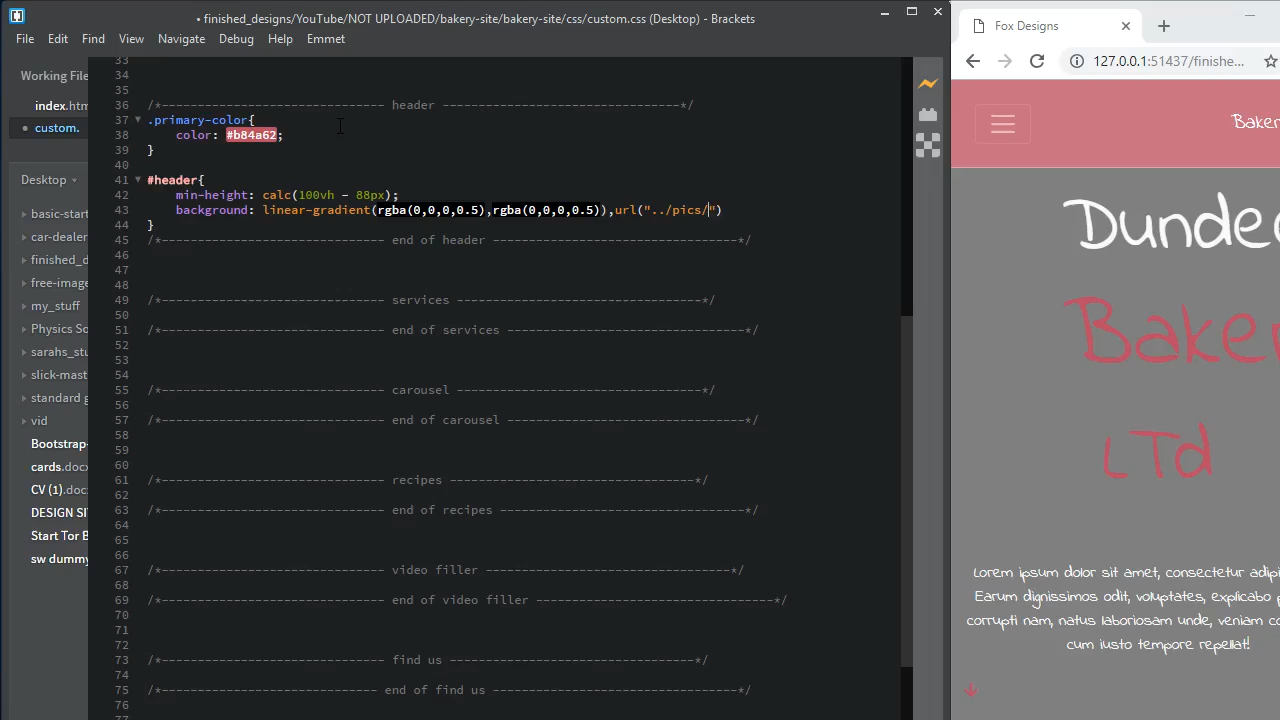 • finished_designs/YouTube/NOT UPLOADED/bakery-site/bakery-site/css/custom.css (Desktop) - Brackets
File Edit Find View Navigate Debug Help Emmet
Working File
index.htm
custom.
Desktop
basic-start
car-dealer
finished_d
free-image
my_stuff
Physics So
sarahs_stu
slick-mast
standard g
vid
Bootstrap-
cards.docx
CV (1).docx
DESIGN SIT
Start Tor B
sw dummy
33
34
35
36 /*------------------------------- header ---------------------------------*/
37 .primary-color{
38 color: #b84a62;
39 }
40
41 #header{
42 min-height: calc(100vh - 88px);
43 background: linear-gradient(rgba(0,0,0,0.5),rgba(0,0,0,0.5)),url("../pics/")
44 }
45 /*------------------------------- end of header -----------------------------------*/
46
47
48
49 /*------------------------------- services ----------------------------------*/
50
51 /*------------------------------- end of services ---------------------------------*/
52
53
54
55 /*------------------------------- carousel ----------------------------------*/
56
57 /*------------------------------- end of carousel ---------------------------------*/
58
59
60
61 /*------------------------------- recipes ----------------------------------*/
62
63 /*------------------------------- end of recipes ----------------------------------*/
64
65
66
67 /*------------------------------- video filler ----------------------------------*/
68
69 /*------------------------------- end of video filler ---------------------------------*/
70
71
72
73 /*------------------------------- find us ----------------------------------*/
74
75 /*------------------------------ end of find us ----------------------------------*/
76
Fox Designs
127.0.0.1:51437/finishe...
Baker
Dundee
Baker
LTd
Lorem ipsum dolor sit amet, consectetur adipi
Earum dignissimos odit, voluptates, explicabo p
corrupti nam, natus laboriosam unde, veniam co
cum iusto tempore repellat!